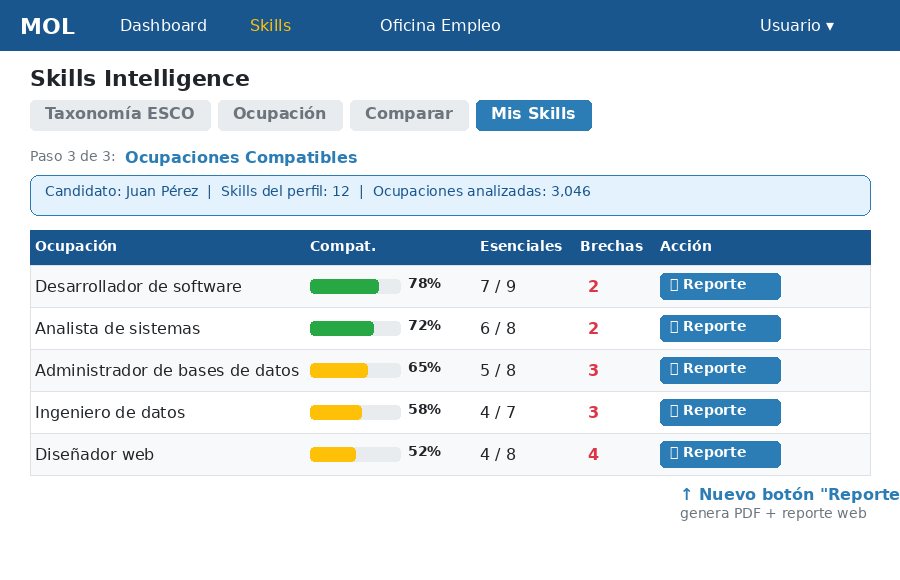 MOL Dashboard Skills Oficina Empleo Usuario ▾
Skills Intelligence
Taxonomía ESCO Ocupación Comparar Mis Skills
Paso 3 de 3: Ocupaciones Compatibles
Candidato: Juan Pérez | Skills del perfil: 12 | Ocupaciones analizadas: 3,046
Ocupación Compat. Esenciales Brechas Acción
Desarrollador de software 78% 7 / 9 2 Reporte
Analista de sistemas 72% 6 / 8 2 Reporte
Administrador de bases de datos 65% 5 / 8 3 Reporte
Ingeniero de datos 58% 4 / 7 3 Reporte
Diseñador web 52% 4 / 8 4 Reporte
↑ Nuevo botón "Reporte
genera PDF + reporte web